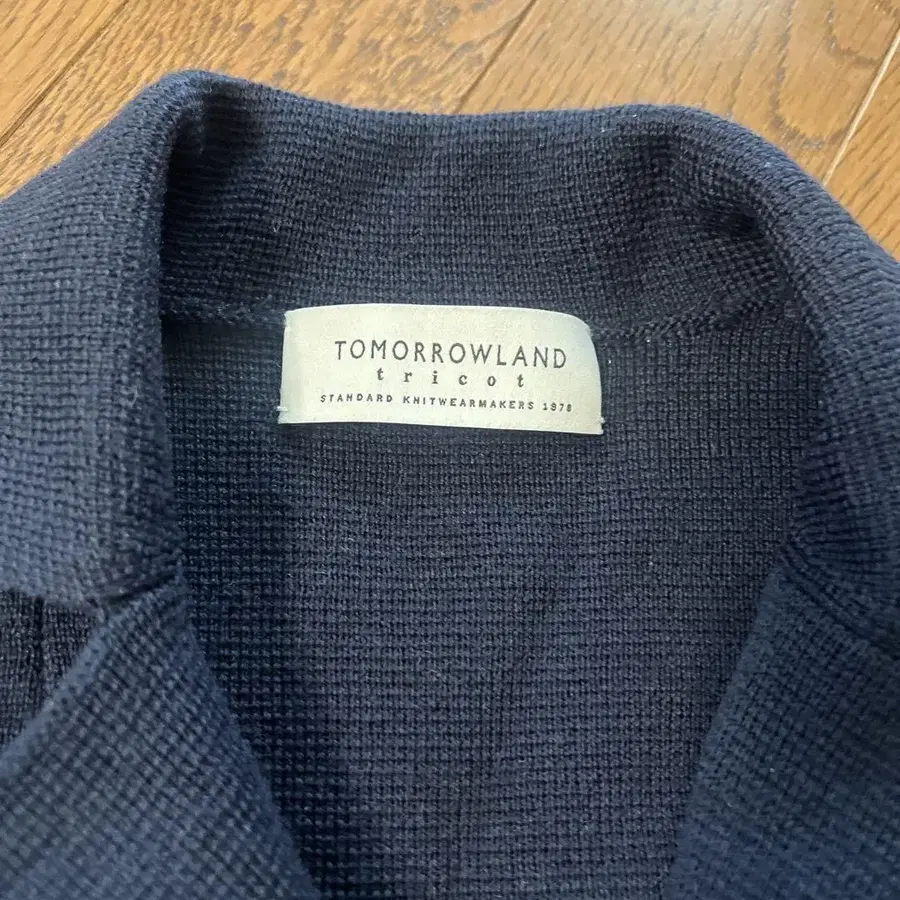 TOMORROWLAND
tricot
STANDARD KNITWEARMAKERS 1978